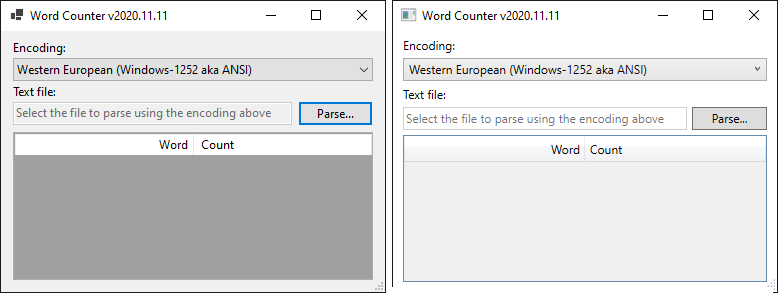 Word Counter v2020.11.11
Encoding:
Western European (Windows-1252 aka ANSI)
Text file:
Select the file to parse using the encoding above
Parse...
Word Count
Word Counter v2020.11.11
Encoding:
Western European (Windows-1252 aka ANSI)
Text file:
Select the file to parse using the encoding above
Parse...
Word Count